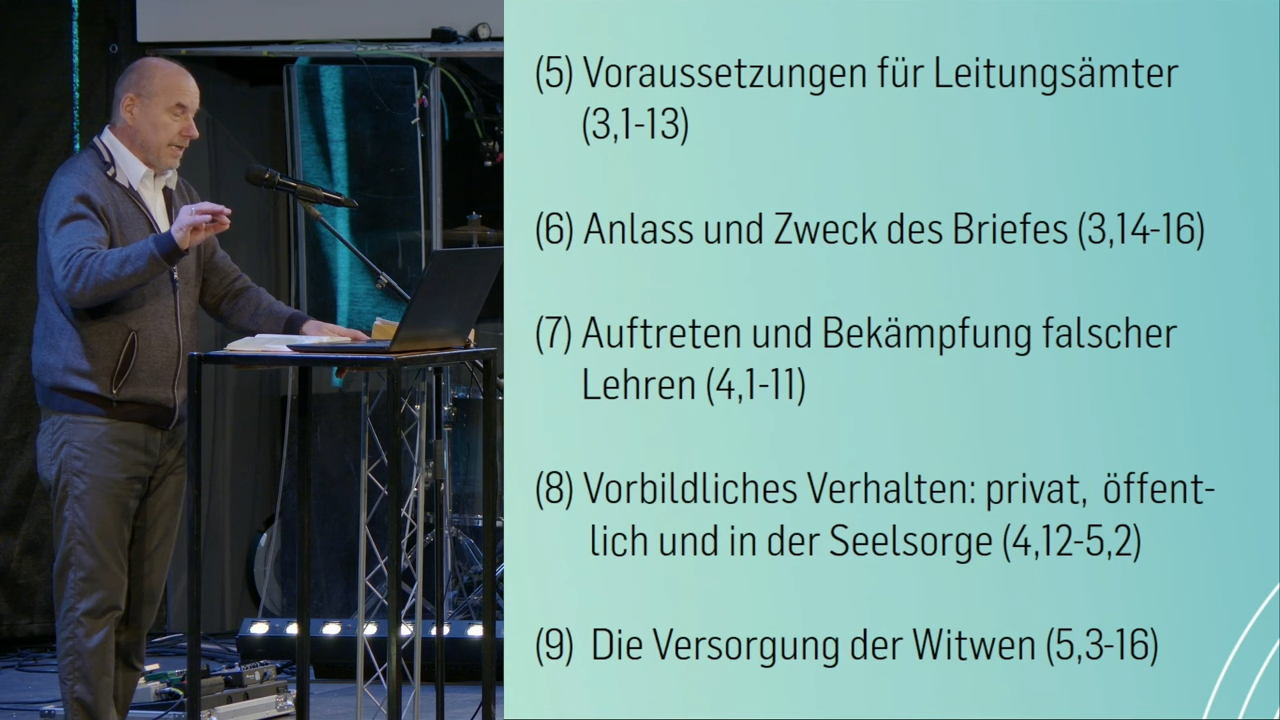 (5) Voraussetzungen für Leitungsämter
(3,1-13)
(6) Anlass und Zweck des Briefes (3,14-16)
(7) Auftreten und Bekämpfung falscher
Lehren (4,1-11)
(8) Vorbildliches Verhalten: privat, öffent-
lich und in der Seelsorge (4,12-5,2)
(9) Die Versorgung der Witwen (5,3-16)